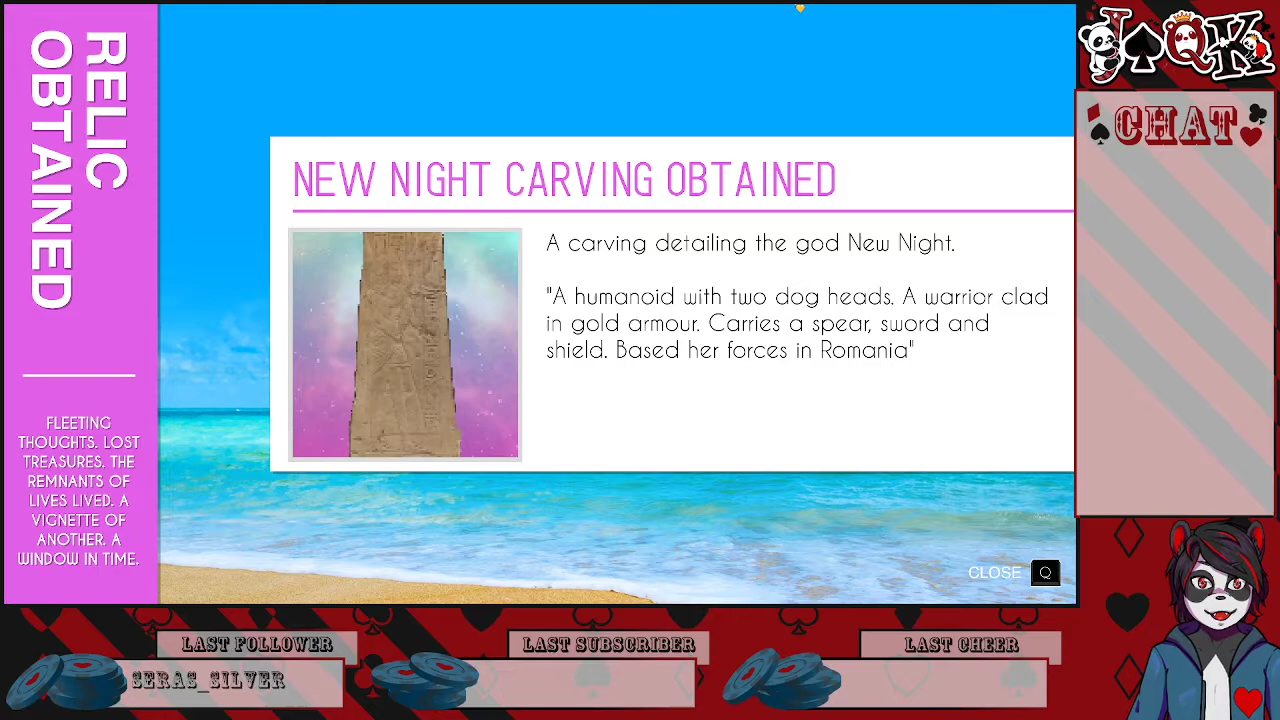 RELIC
OBTAINED
FLEETING
THOUGHTS. LOST
TREASURES. THE
REMNANTS OF
LIVES LIVED. A
VIGNETTE OF
ANOTHER. A
WINDOW IN TIME.
NEW NIGHT CARVING OBTAINED
A carving detailing the god New Night.
"A humanoid with two dog heads. A warrior clad
in gold armour. Carries a spear, sword and
shield. Based her forces in Romania"
CLOSE Q
JQK
CHAT
LAST FOLLOWER
SERAS_SILVER
LAST SUBSCRIBER
LAST CHEER